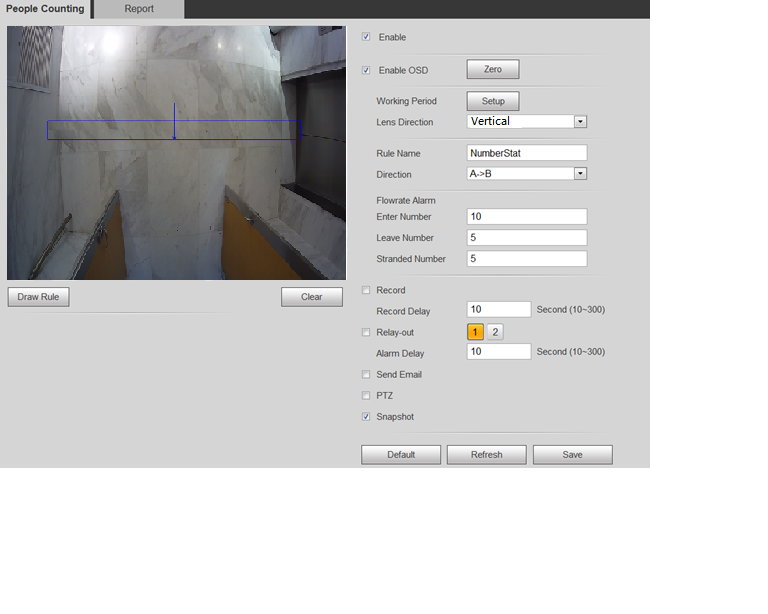 People Counting Report
Enable
Enable OSD Zero
Working Period Setup
Lens Direction Vertical
Rule Name NumberStat
Direction A->B
Flowrate Alarm
Enter Number 10
Leave Number 5
Stranded Number 5
Draw Rule Clear
Record
Record Delay 10 Second (10~300)
Relay-out 1 2
Alarm Delay 10 Second (10~300)
Send Email
PTZ
Snapshot
Default Refresh Save